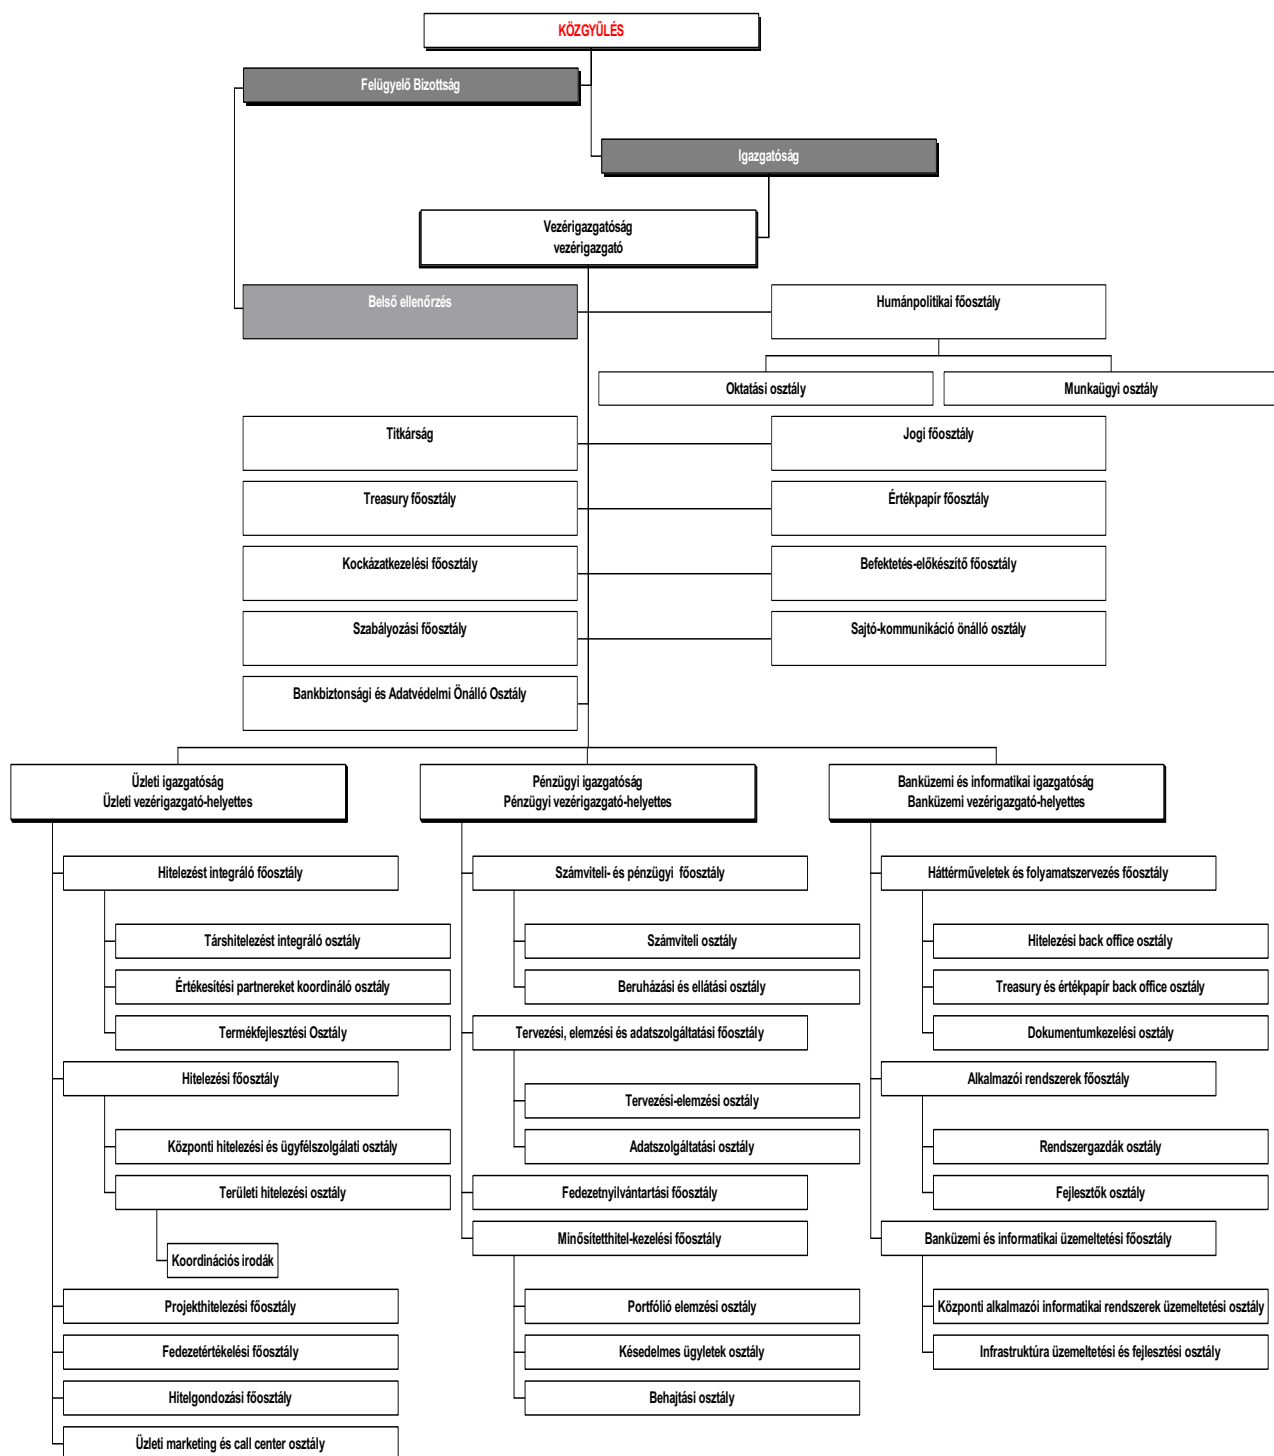 KÖZGYŰLÉS
Felügyelő Bizottság
Igazgatóság
Vezérigazgatóság
vezérigazgató
Belső ellenőrzés
Humánpolitikai főosztály
Oktatási osztály
Munkaügyi osztály
Titkárság
Jogi főosztály
Treasury főosztály
Értékpapír főosztály
Kockázatkezelési főosztály
Befektetés-előkészítő főosztály
Szabályozási főosztály
Sajtó-kommunikáció önálló osztály
Bankbiztonsági és Adatvédelmi Önálló Osztály
Üzleti igazgatóság
Üzleti vezérigazgató-helyettes
Hitelezést integráló főosztály
Társhitelezést integráló osztály
Értékesítési partnereket koordináló osztály
Termékfejlesztési Osztály
Hitelezési főosztály
Központi hitelezési és ügyfélszolgálati osztály
Területi hitelezési osztály
Koordinációs irodák
Projekthitelezési főosztály
Fedezetértékelési főosztály
Hitelgondozási főosztály
Üzleti marketing és call center osztály
Pénzügyi igazgatóság
Pénzügyi vezérigazgató-helyettes
Számviteli- és pénzügyi főosztály
Számviteli osztály
Beruházási és ellátási osztály
Tervezési, elemzési és adatszolgáltatási főosztály
Tervezési-elemzési osztály
Adatszolgáltatási osztály
Fedezetnyilvántartási főosztály
Minősítetthitel-kezelési főosztály
Portfólió elemzési osztály
Késedelmes ügyletek osztály
Behajtási osztály
Banküzemi és informatikai igazgatóság
Banküzemi vezérigazgató-helyettes
Háttérműveletek és folyamatszervezés főosztály
Hitelezési back office osztály
Treasury és értékpapír back office osztály
Dokumentumkezelési osztály
Alkalmazói rendszerek főosztály
Rendszergazdák osztály
Fejlesztők osztály
Banküzemi és informatikai üzemeltetési főosztály
Központi alkalmazói informatikai rendszerek üzemeltetési osztály
Infrastruktúra üzemeltetési és fejlesztési osztály